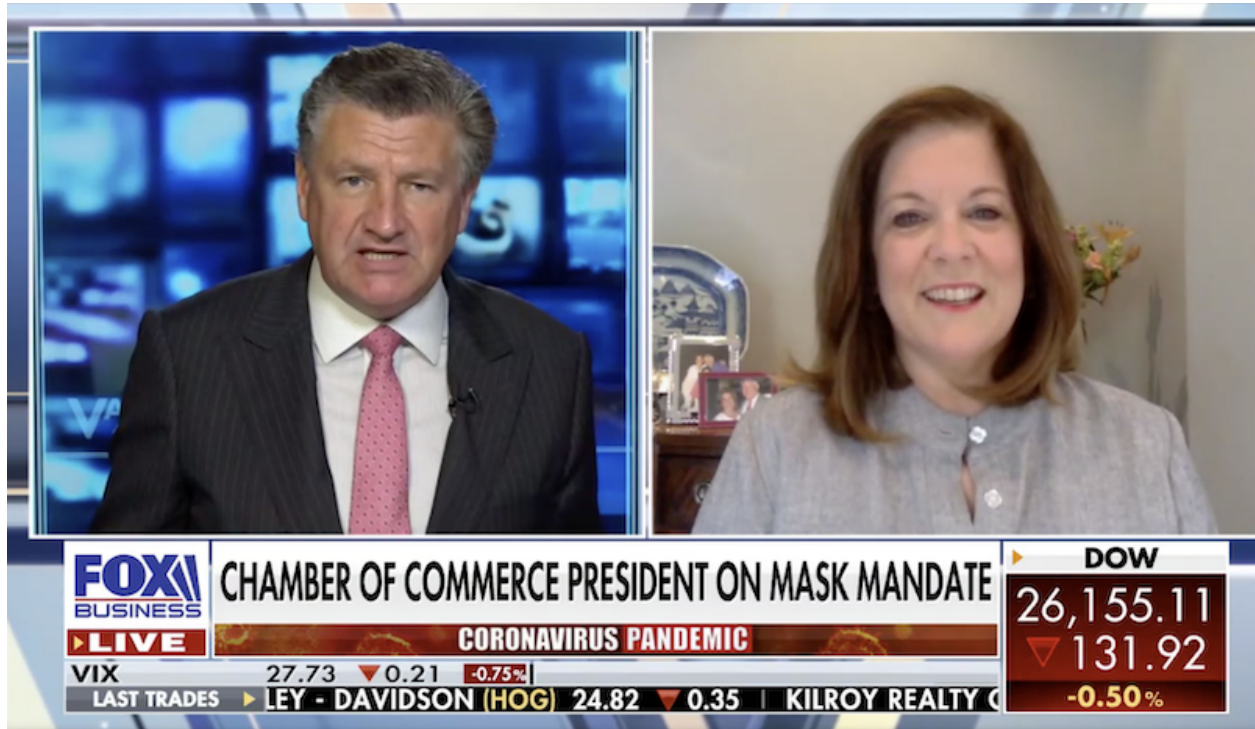 VA
FOX
BUSINESS
LIVE
CHAMBER OF COMMERCE PRESIDENT ON MASK MANDATE
CORONAVIRUS PANDEMIC
DOW
26,155.11
131.92
-0.50%
VIX 27.73 0.21 -0.75%
LAST TRADES LEY - DAVIDSON (HOG) 24.82 0.35 | KILROY REALTY